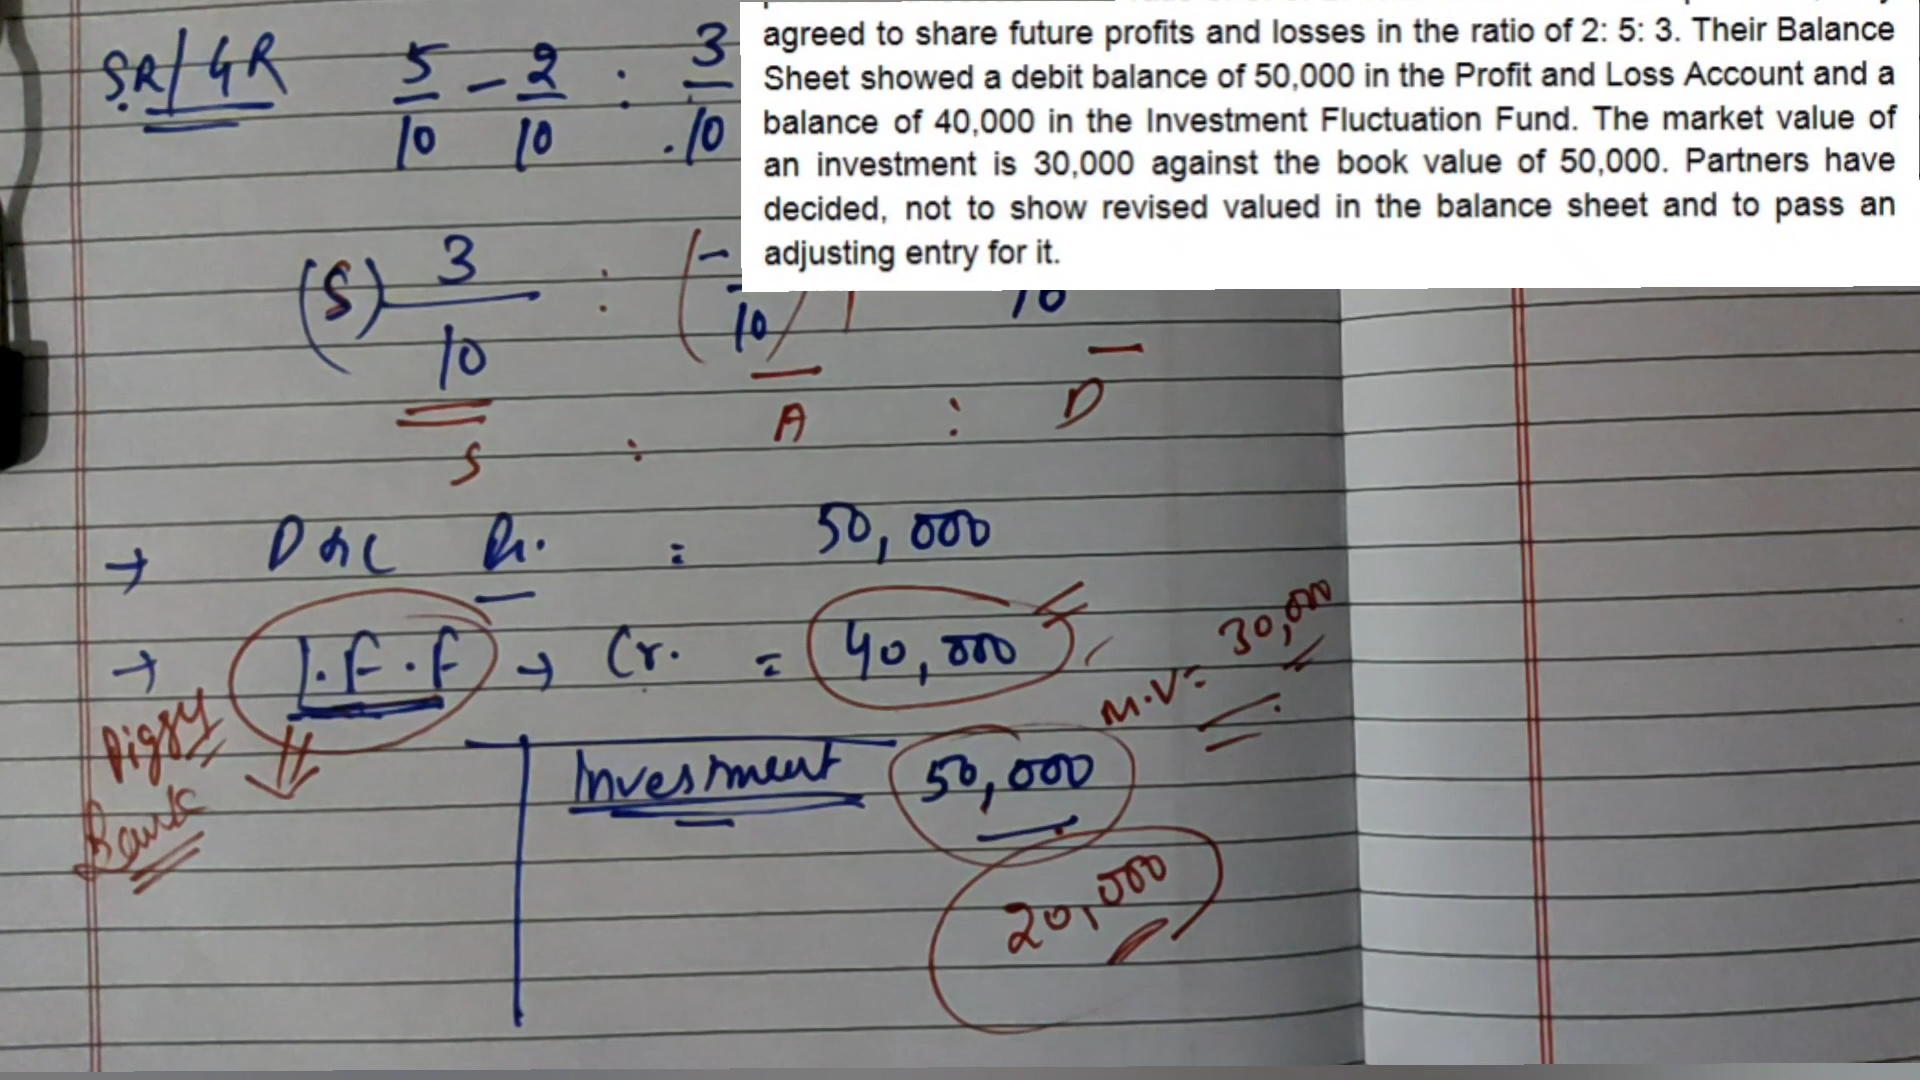 agreed to share future profits and losses in the ratio of 2: 5: 3. Their Balance
Sheet showed a debit balance of 50,000 in the Profit and Loss Account and a
balance of 40,000 in the Investment Fluctuation Fund. The market value of
an investment is 30,000 against the book value of 50,000. Partners have
decided, not to show revised valued in the balance sheet and to pass an
adjusting entry for it.
SR/GR 5/10 - 2/10 : 3/10
(S) 3/10 : ( - /10 ) 10
S : A : D
→ Dr. = 50,000
→ I.F.F → Cr. = 40,000
M.V = 30,000
Piggy
Bank
Investment 50,000
20,000